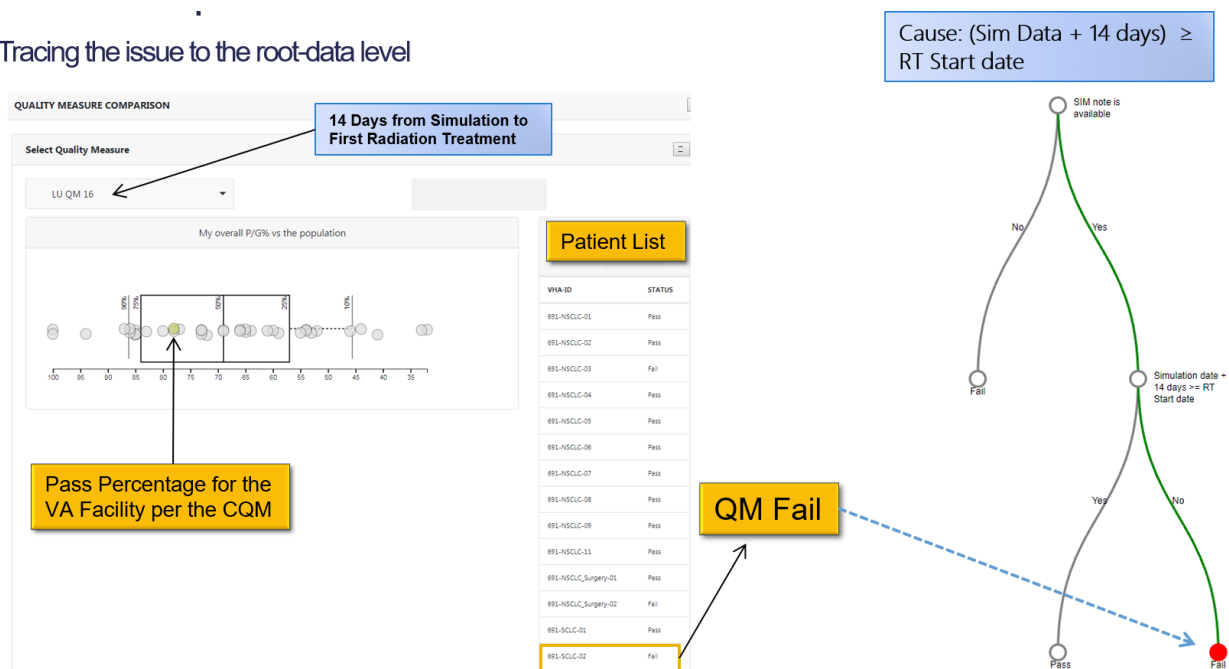 Tracing the issue to the root-data level
Cause: (Sim Data + 14 days) ≥
RT Start date
QUALITY MEASURE COMPARISON
14 Days from Simulation to
First Radiation Treatment
Select Quality Measure
LU QM 16
My overall P/G% vs the population
90%
75%
50%
25%
10%
100 95 90 85 80 75 70 65 60 55 50 45 40 35
Pass Percentage for the
VA Facility per the CQM
Patient List
VHA-ID STATUS
691-NSCLC-01 Pass
691-NSCLC-02 Pass
691-NSCLC-03 Fail
691-NSCLC-04 Pass
691-NSCLC-05 Pass
691-NSCLC-06 Pass
691-NSCLC-07 Pass
691-NSCLC-08 Pass
691-NSCLC-09 Pass
691-NSCLC-11 Pass
691-NSCLC_Surgery-01 Pass
691-NSCLC_Surgery-02 Fail
691-SCLC-01 Pass
691-SCLC-02 Fail
QM Fail
SIM note is
available
No
Yes
Fail
Simulation date +
14 days >= RT
Start date
Yes
No
Pass
Fail